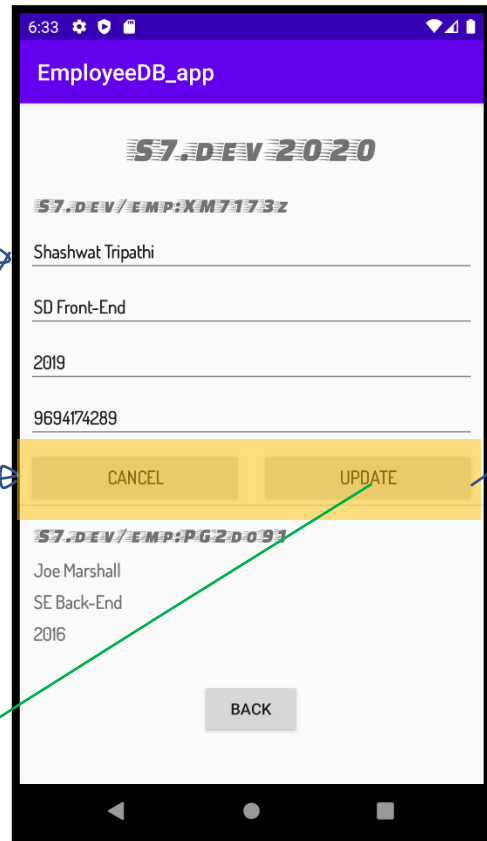 6:33
EmployeeDB_app
S7.DEV 2020
S7.DEV/EMP:XM7173Z
Shashwat Tripathi
SD Front-End
2019
9694174289
CANCEL UPDATE
S7.DEV/EMP:PG2DO91
Joe Marshall
SE Back-End
2016
BACK